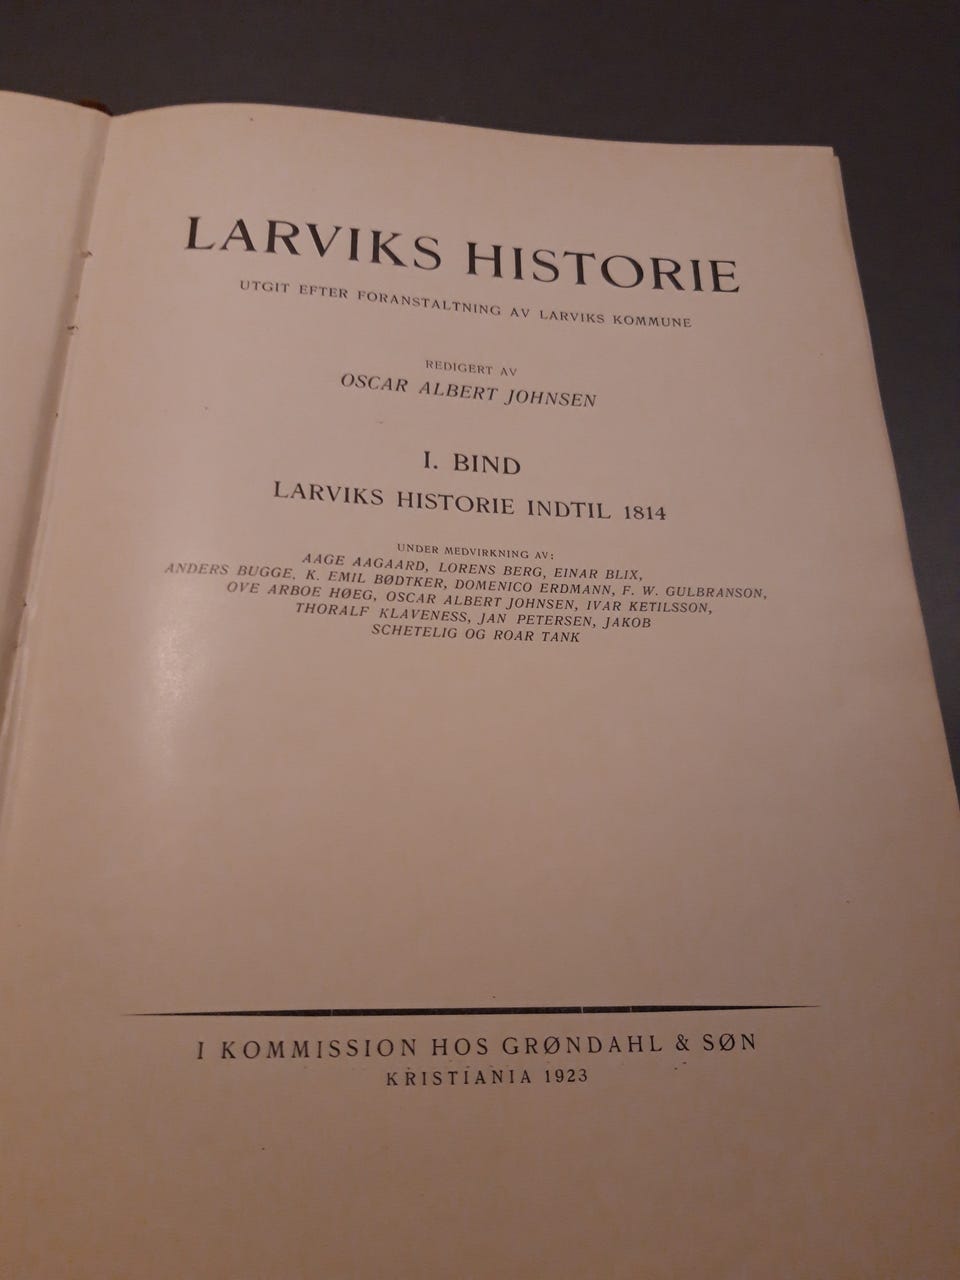 LARVIKS HISTORIE
UTGIT EFTER FORANSTALTNING AV LARVIKS KOMMUNE
REDIGERT AV
OSCAR ALBERT JOHNSEN
I. BIND
LARVIKS HISTORIE INDTIL 1814
UNDER MEDVIRKNING AV:
AAGE AAGAARD, LORENS BERG, EINAR BLIX,
ANDERS BUGGE, K. EMIL BØDTKER, DOMENICO ERDMANN, F. W. GULBRANSON,
OVE ARBOE HØEG, OSCAR ALBERT JOHNSEN, IVAR KETILSSON,
THORALF KLAVENESS, JAN PETERSEN, JAKOB
SCHETELIG OG ROAR TANK
I KOMMISSION HOS GRØNDAHL & SØN
KRISTIANIA 1923